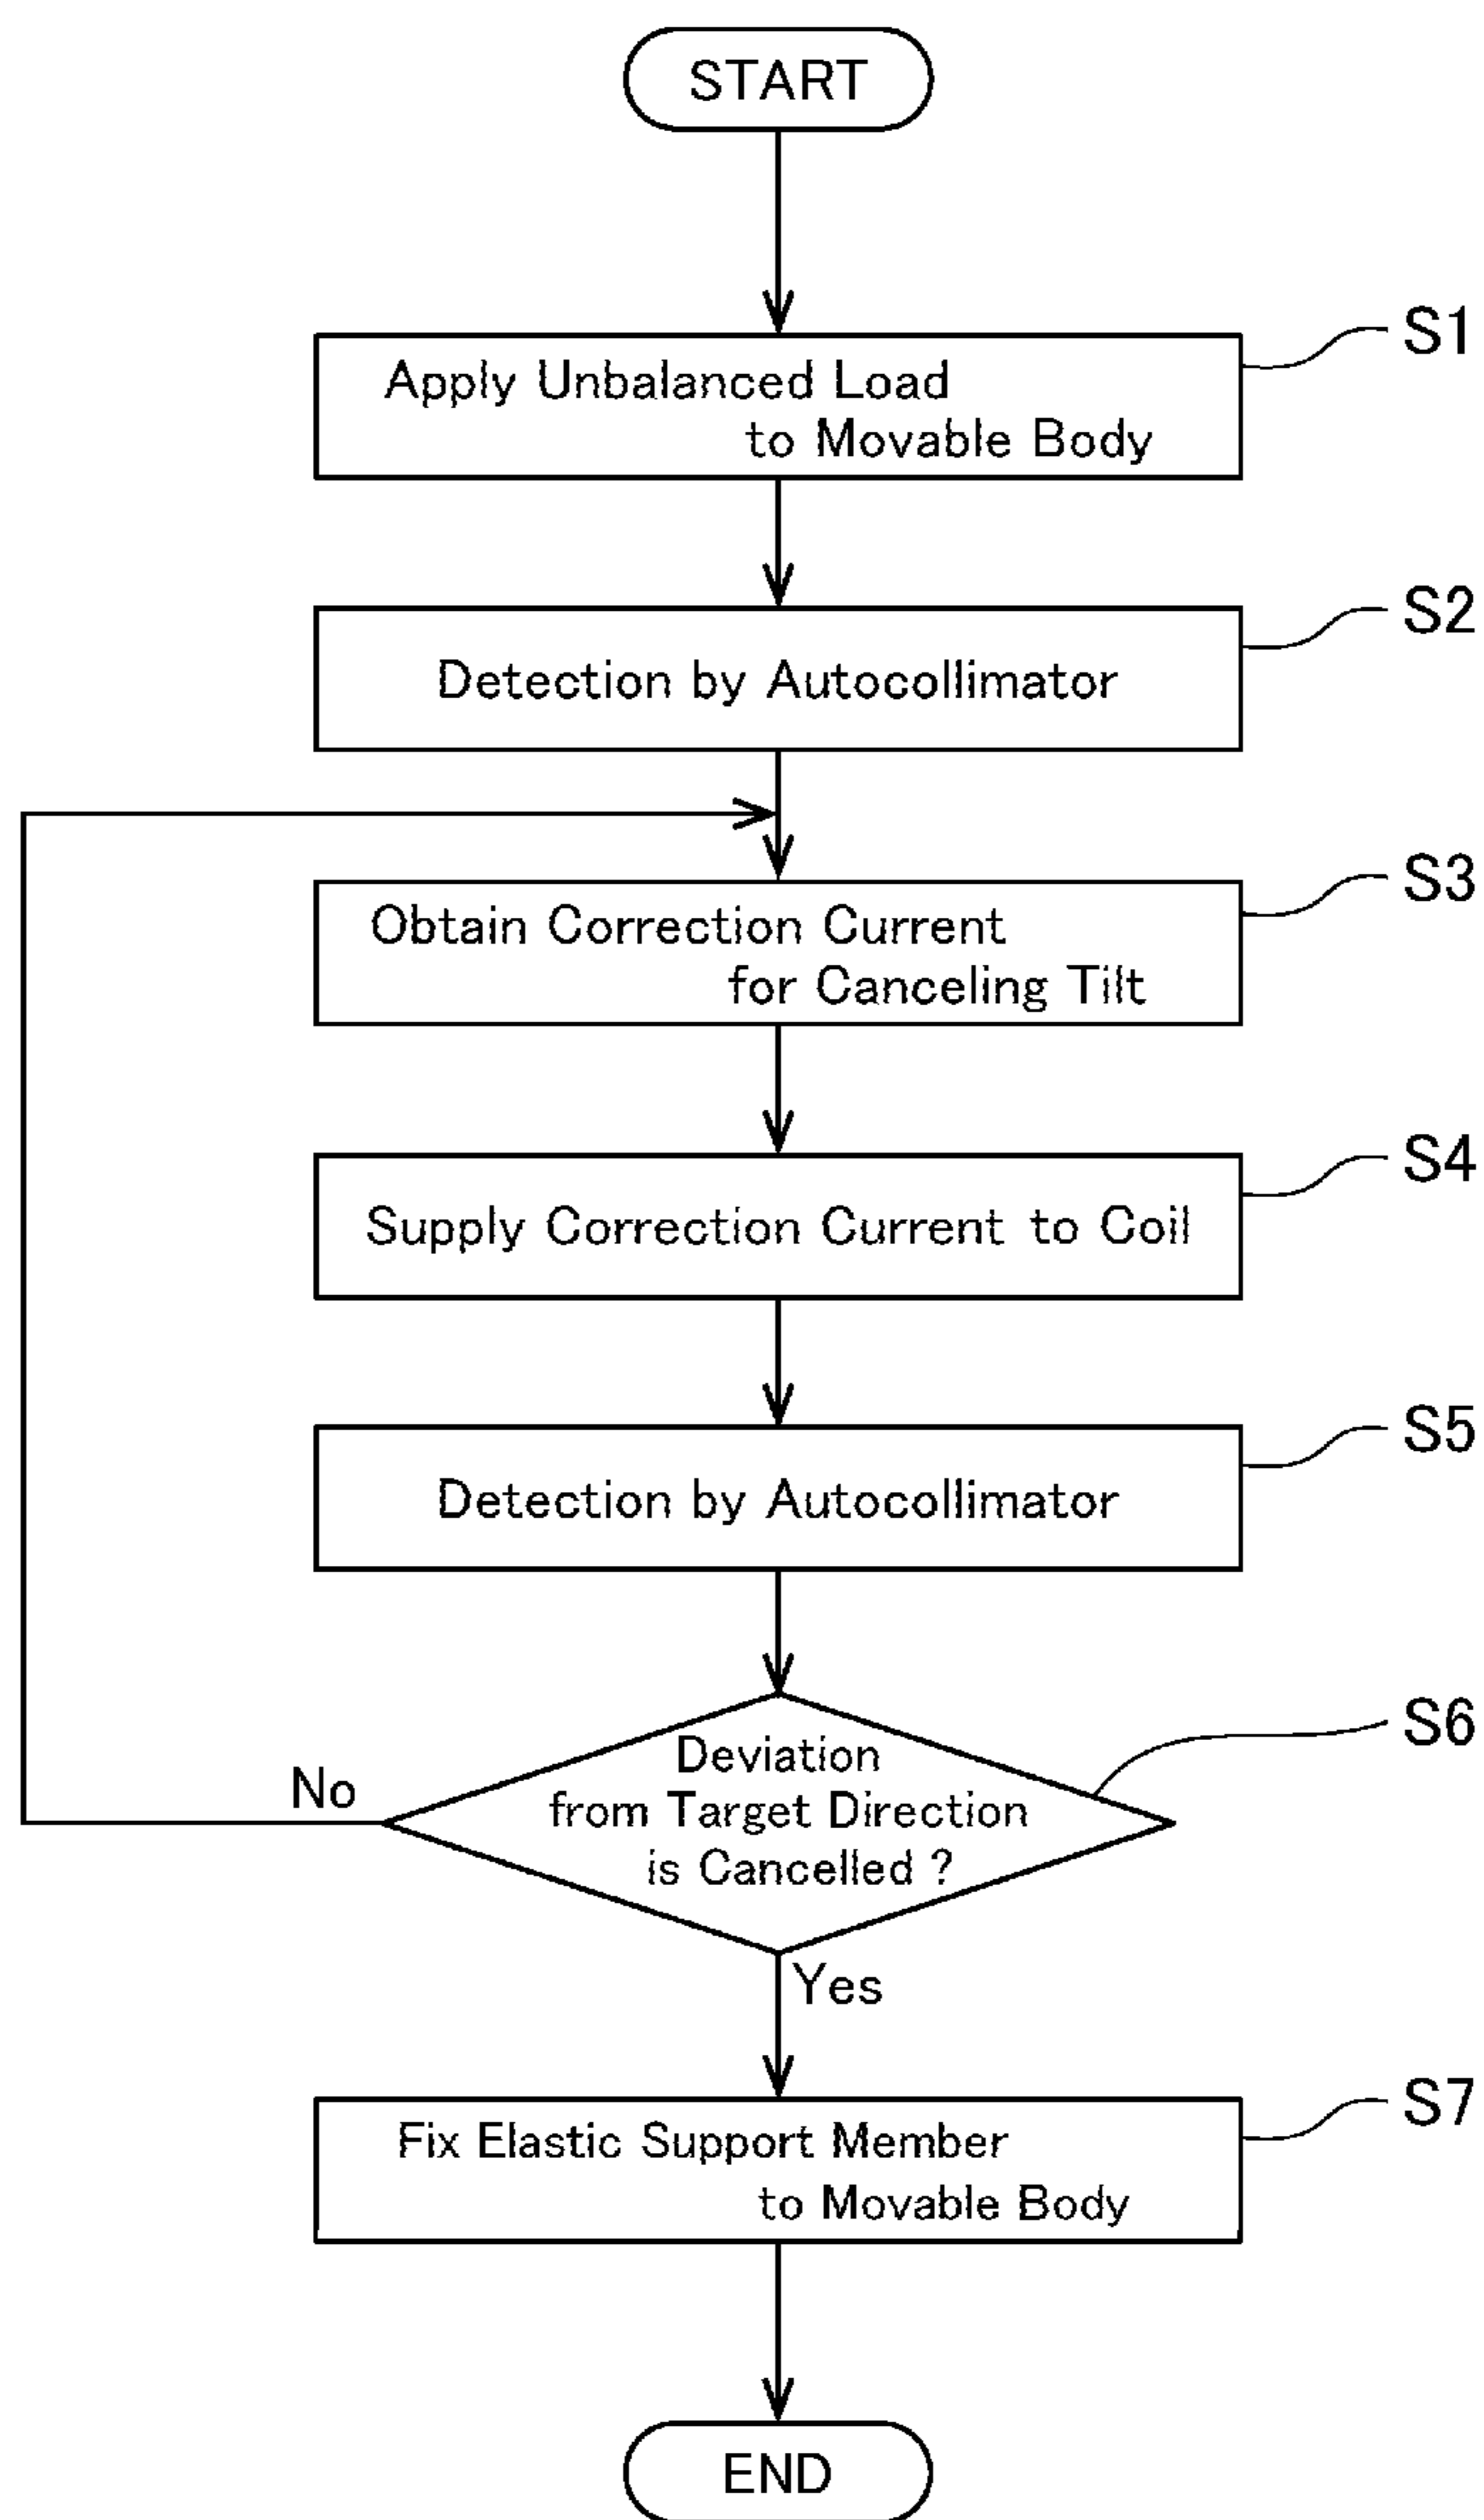 START
S1
Apply Unbalanced Load
to Movable Body
S2
Detection by Autocollimator
S3
Obtain Correction Current
for Canceling Tilt
S4
Supply Correction Current to Coil
S5
Detection by Autocollimator
S6
Deviation
from Target Direction
is Cancelled ?
No
Yes
S7
Fix Elastic Support Member
to Movable Body
END